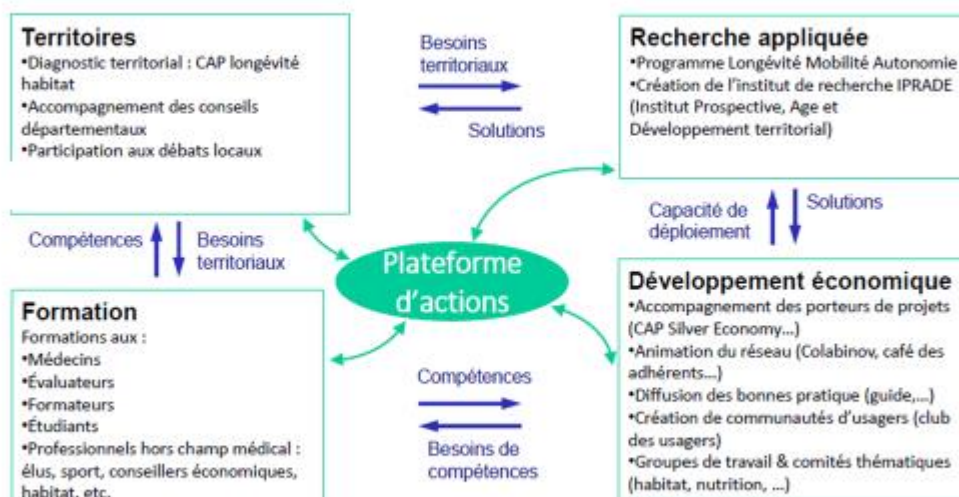 Territoires
•Diagnostic territorial : CAP longévité
habitat
•Accompagnement des conseils
départementaux
•Participation aux débats locaux
Besoins
territoriaux
Solutions
Recherche appliquée
•Programme Longévité Mobilité Autonomie
•Création de l'institut de recherche IPRADE
(Institut Prospective, Age et
Développement territorial)
Compétences
Besoins
territoriaux
Plateforme
d'actions
Capacité de
déploiement
Solutions
Formation
Formations aux :
•Médecins
•Évaluateurs
•Formateurs
•Étudiants
•Professionnels hors champ médical :
élus, sport, conseillers économiques,
habitat, etc.
Compétences
Besoins de
compétences
Développement économique
•Accompagnement des porteurs de projets
(CAP Silver Economy...)
•Animation du réseau (Colabinov, café des
adhérents...)
•Diffusion des bonnes pratique (guide,...)
•Création de communautés d'usagers (club
des usagers)
•Groupes de travail & comités thématiques
(habitat, nutrition, ...)